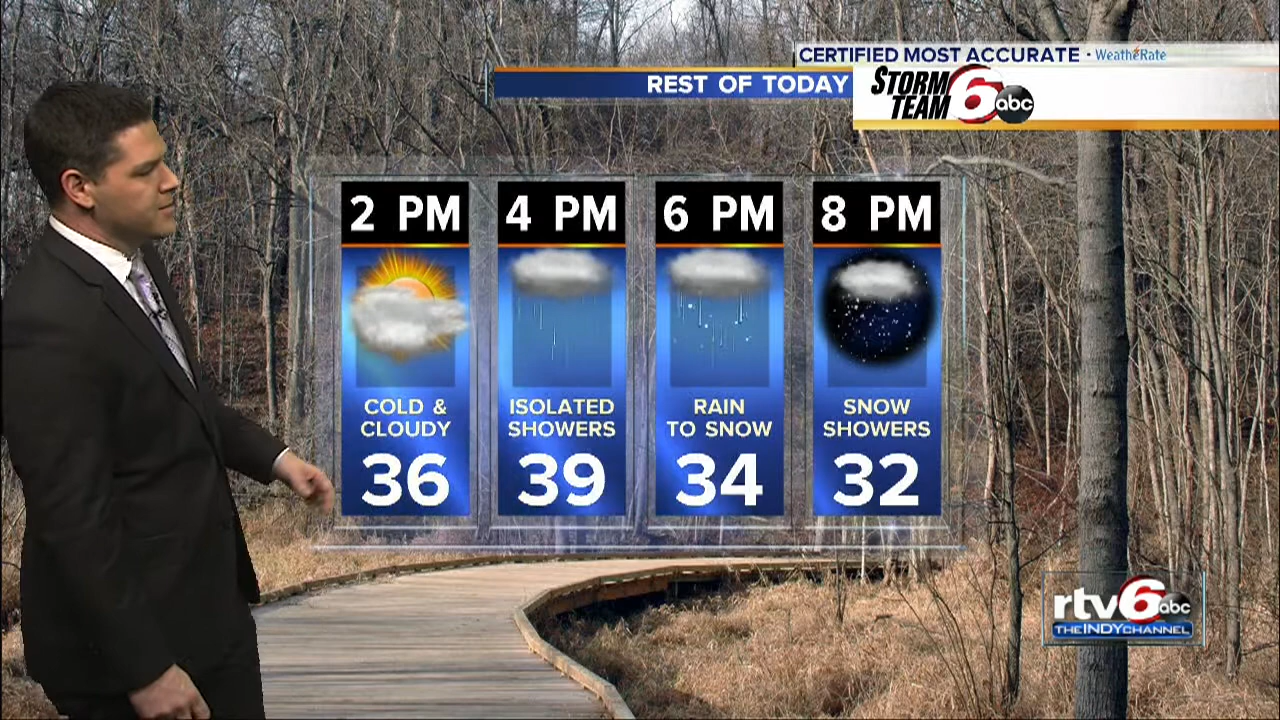 CERTIFIED MOST ACCURATE · WeatheRate
REST OF TODAY
STORM
TEAM 6 abc
2 PM
COLD &
CLOUDY
36
4 PM
ISOLATED
SHOWERS
39
6 PM
RAIN
TO SNOW
34
8 PM
SNOW
SHOWERS
32
rtv6 abc
THE INDY CHANNEL